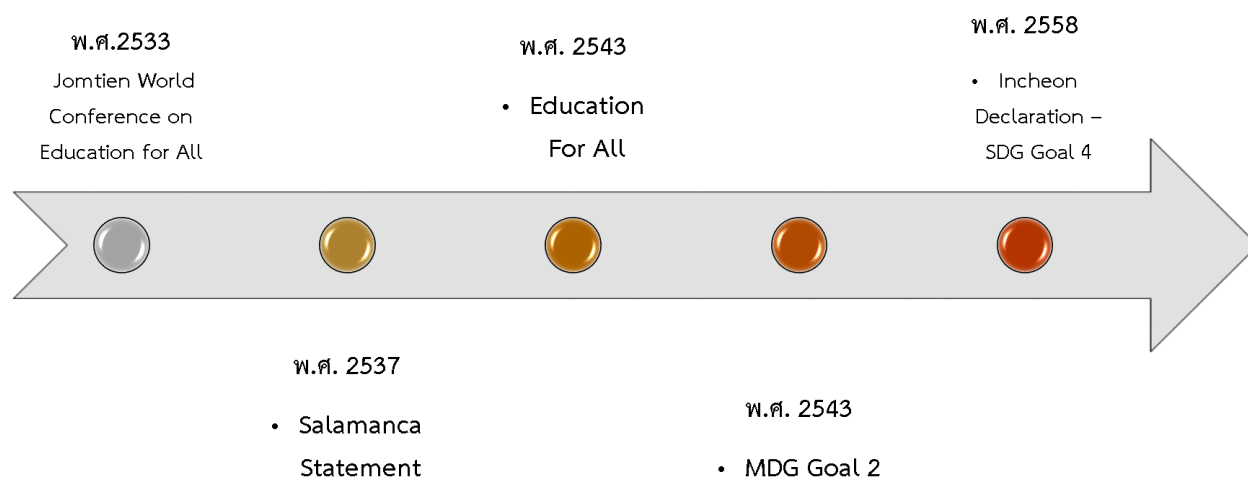 พ.ศ.2533
Jomtien World
Conference on
Education for All
พ.ศ. 2537
• Salamanca
Statement
พ.ศ. 2543
• Education
For All
พ.ศ. 2543
• MDG Goal 2
พ.ศ. 2558
• Incheon
Declaration –
SDG Goal 4